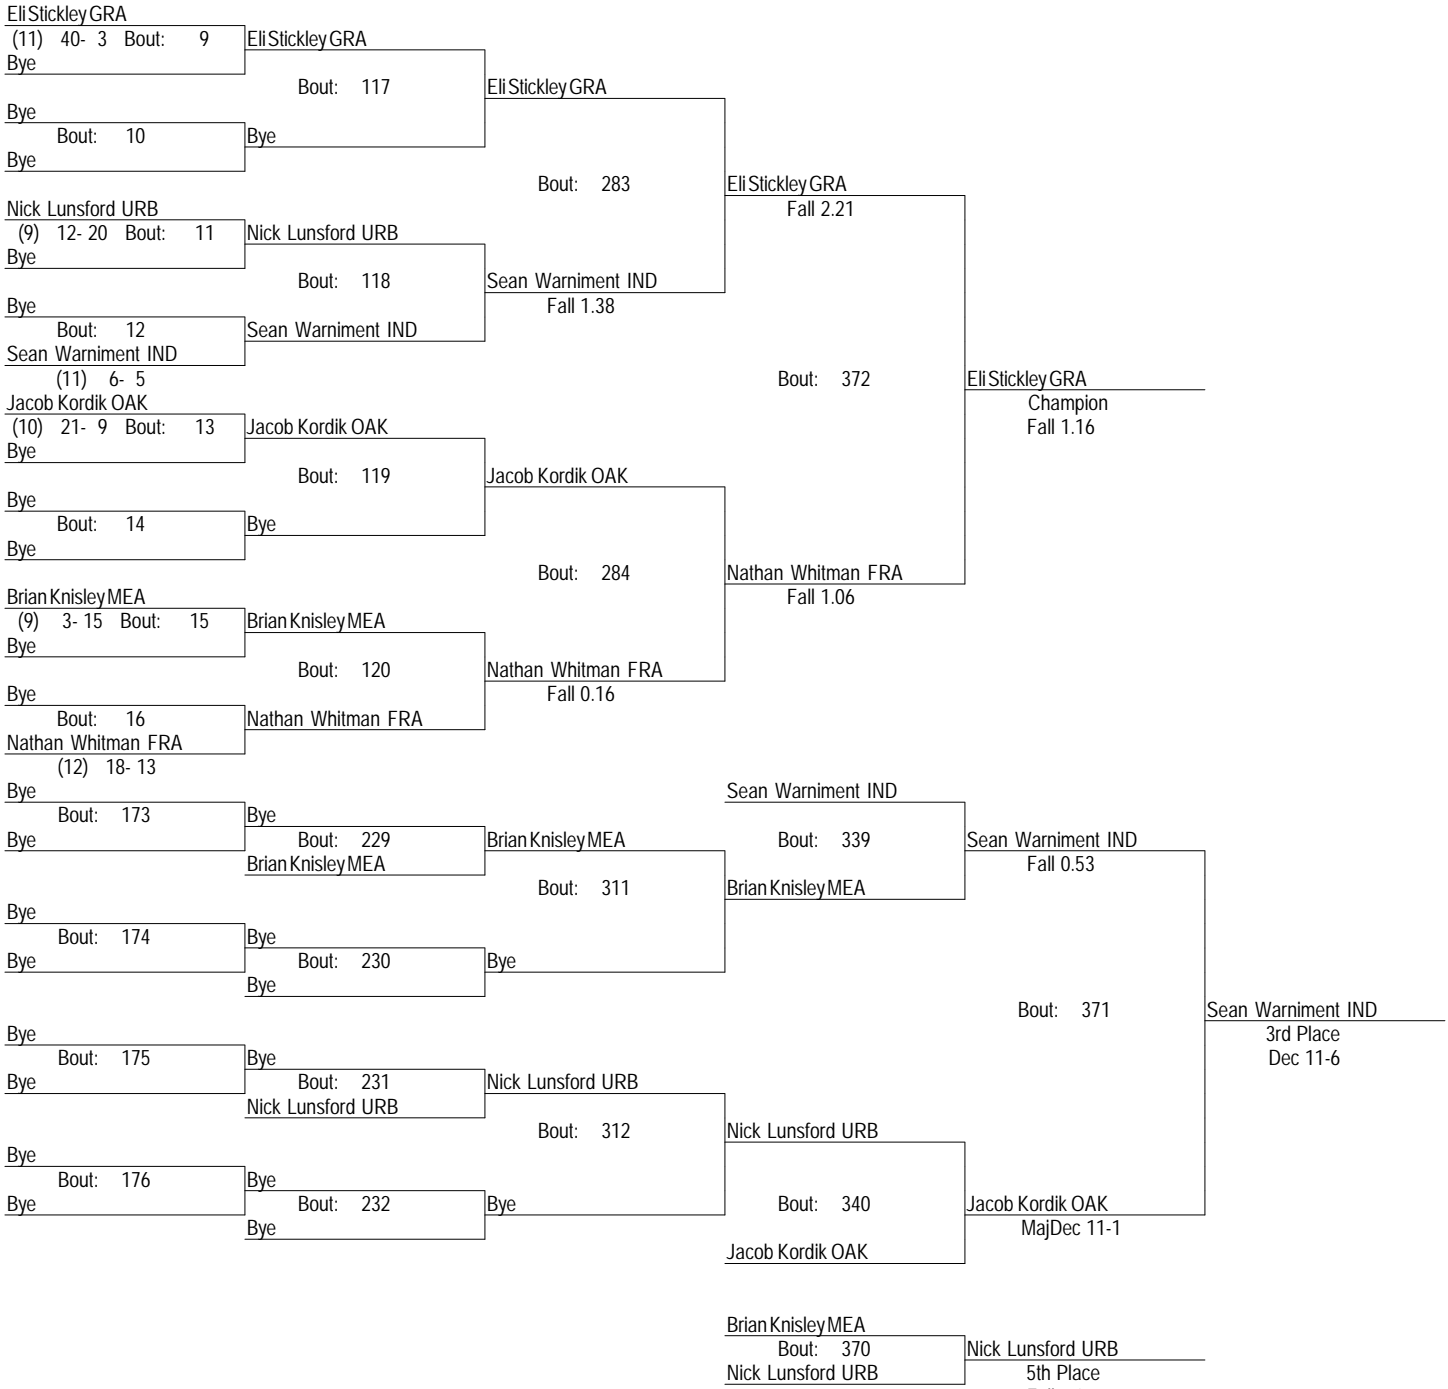 Eli Stickley GRA
(11) 40- 3 Bout: 9 Eli Stickley GRA
Bye
Bout: 117 Eli Stickley GRA
Bye
Bout: 10 Bye
Bye
Bout: 283 Eli Stickley GRA
Fall 2.21
Nick Lunsford URB
(9) 12- 20 Bout: 11 Nick Lunsford URB
Bye
Bout: 118 Sean Warniment IND
Fall 1.38
Bye
Bout: 12 Sean Warniment IND
Sean Warniment IND
(11) 6- 5
Bout: 372 Eli Stickley GRA
Champion
Fall 1.16
Jacob Kordik OAK
(10) 21- 9 Bout: 13 Jacob Kordik OAK
Bye
Bout: 119 Jacob Kordik OAK
Bye
Bout: 14 Bye
Bye
Bout: 284 Nathan Whitman FRA
Fall 1.06
Brian Knisley MEA
(9) 3- 15 Bout: 15 Brian Knisley MEA
Bye
Bout: 120 Nathan Whitman FRA
Fall 0.16
Bye
Bout: 16 Nathan Whitman FRA
Nathan Whitman FRA
(12) 18- 13
Bye Sean Warniment IND
Bout: 173 Bye
Bye Bout: 229 Brian Knisley MEA Bout: 339 Sean Warniment IND
Brian Knisley MEA Fall 0.53
Bout: 311 Brian Knisley MEA
Bye
Bout: 174 Bye
Bye Bout: 230 Bye
Bye
Bout: 371 Sean Warniment IND
3rd Place
Dec 11-6
Bye
Bout: 175 Bye
Bye Bout: 231 Nick Lunsford URB
Nick Lunsford URB
Bout: 312 Nick Lunsford URB
Bye
Bout: 176 Bye
Bye Bout: 232 Bye Bout: 340 Jacob Kordik OAK
Bye MajDec 11-1
Jacob Kordik OAK
Brian Knisley MEA
Bout: 370 Nick Lunsford URB
Nick Lunsford URB 5th Place